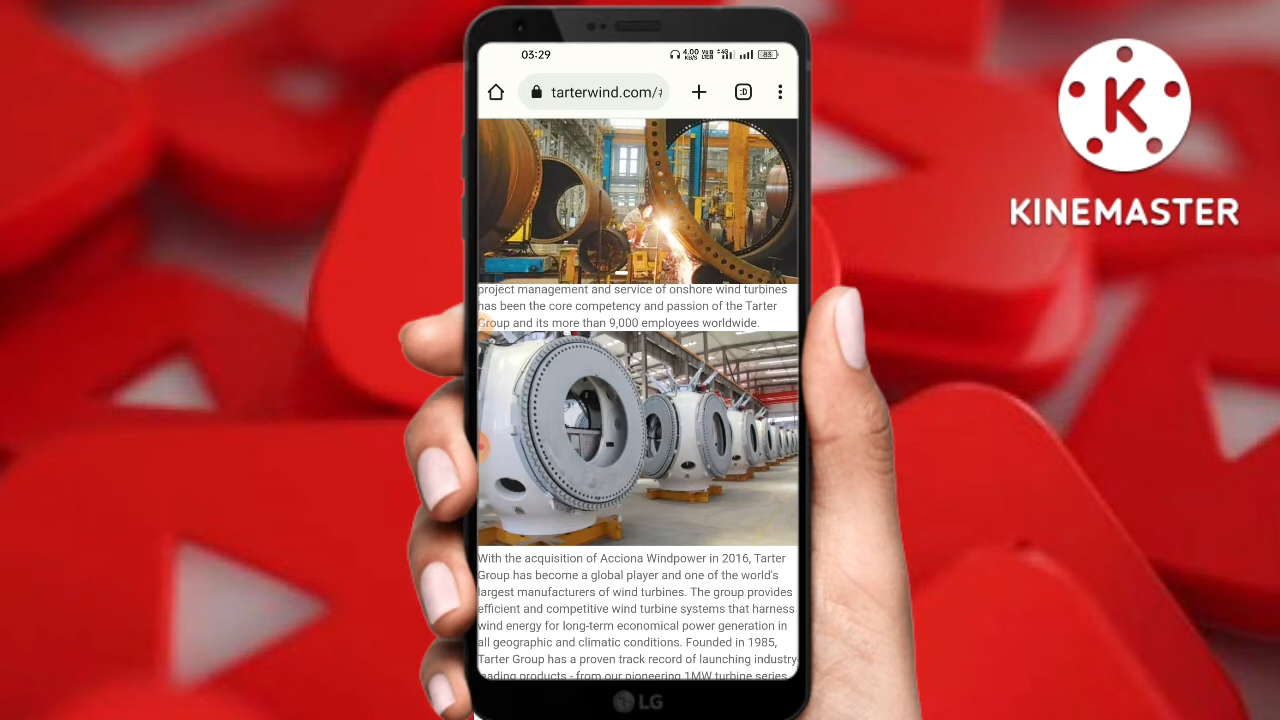 03:29
4.00
KB/S
83
tarterwind.com/
:D
KINEMASTER
project management and service of onshore wind turbines
has been the core competency and passion of the Tarter
Group and its more than 9,000 employees worldwide.
With the acquisition of Acciona Windpower in 2016, Tarter
Group has become a global player and one of the world's
largest manufacturers of wind turbines. The group provides
efficient and competitive wind turbine systems that harness
wind energy for long-term economical power generation in
all geographic and climatic conditions. Founded in 1985,
Tarter Group has a proven track record of launching industry
leading products - from our pioneering 1MW turbine series
LG